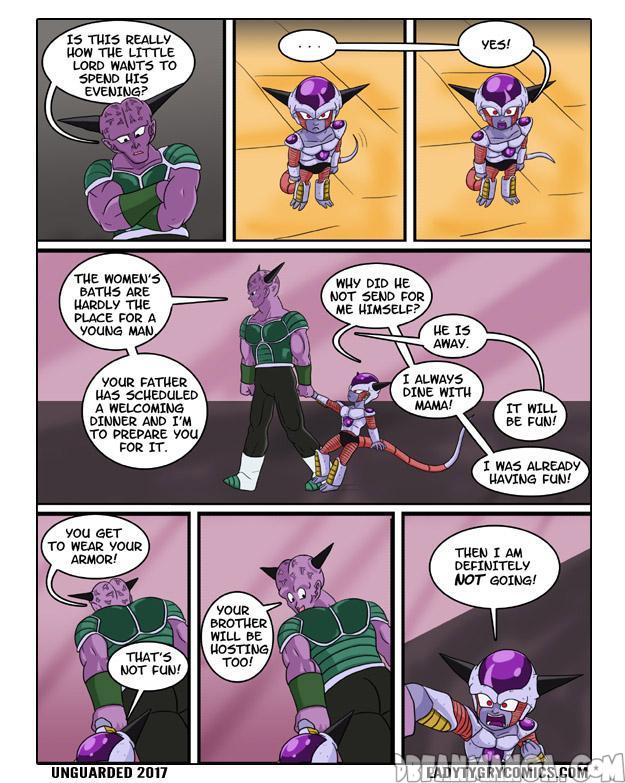 IS THIS REALLY
HOW THE LITTLE
LORD WANTS TO
SPEND HIS
EVENING?
...
YES!
THE WOMEN'S
BATHS ARE
HARDLY THE
PLACE FOR A
YOUNG MAN.
YOUR FATHER
HAS SCHEDULED
A WELCOMING
DINNER AND I'M
TO PREPARE YOU
FOR IT.
WHY DID HE
NOT SEND FOR
ME HIMSELF?
HE IS
AWAY.
I ALWAYS
DINE WITH
MAMA!
IT WILL
BE FUN!
I WAS ALREADY
HAVING FUN!
YOU GET
TO WEAR YOUR
ARMOR!
THAT'S
NOT FUN!
YOUR
BROTHER
WILL BE
HOSTING
TOO!
THEN I AM
DEFINITELY
NOT GOING!
UNGUARDED 2017
LADYTYGRYCOMICS.COM